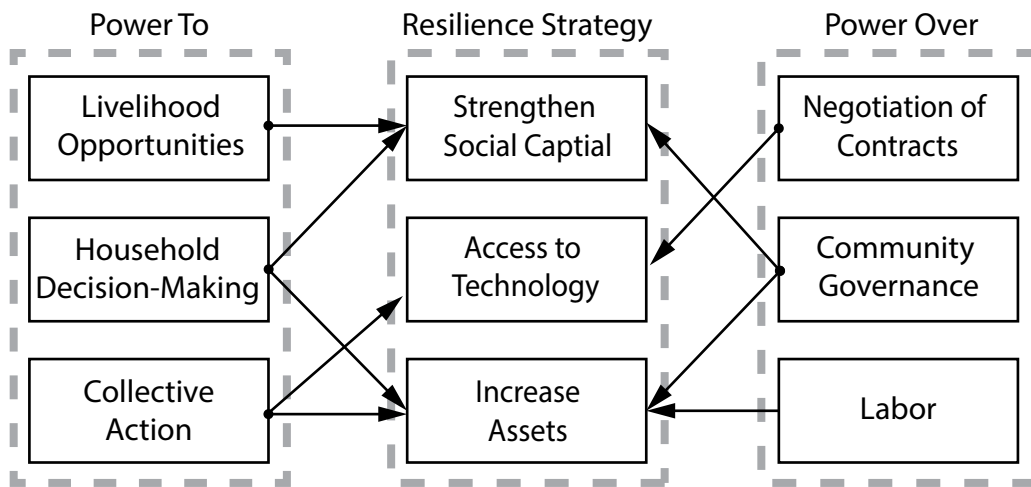 Power To
Resilience Strategy
Power Over
Livelihood
Opportunities
Strengthen
Social Captial
Negotiation of
Contracts
Household
Decision-Making
Access to
Technology
Community
Governance
Collective
Action
Increase
Assets
Labor